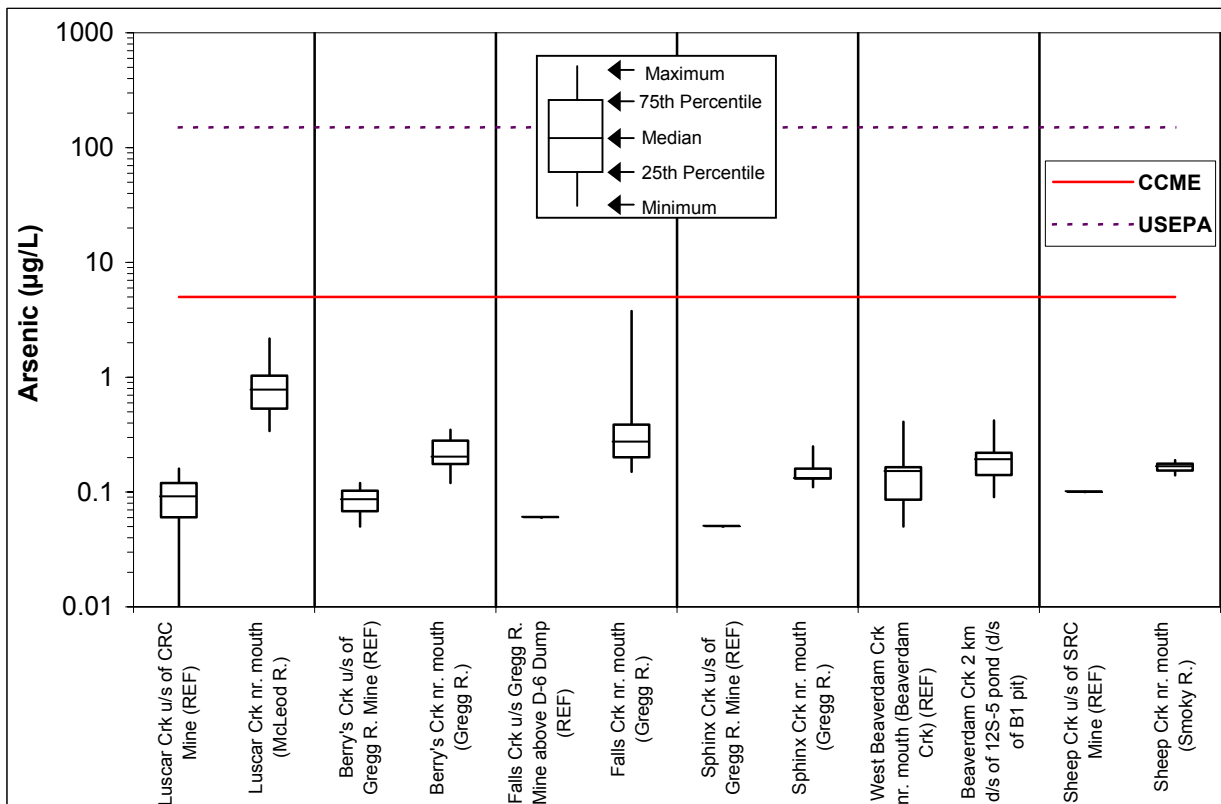 1000
100
10
1
0.1
0.01
Arsenic (µg/L)
Maximum
75th Percentile
Median
25th Percentile
Minimum
CCME
USEPA
Luscar Crk u/s of CRC
Mine (REF)
Luscar Crk nr. mouth
(McLeod R.)
Berry's Crk u/s of
Gregg R. Mine (REF)
Berry's Crk nr. mouth
(Gregg R.)
Falls Crk u/s Gregg R.
Mine above D-6 Dump
(REF)
Falls Crk nr. mouth
(Gregg R.)
Sphinx Crk u/s of
Gregg R. Mine (REF)
Sphinx Crk nr. mouth
(Gregg R.)
West Beaverdam Crk
nr. mouth (Beaverdam
Crk) (REF)
Beaverdam Crk 2 km
d/s of 12S-5 pond (d/s
of B1 pit)
Sheep Crk u/s of SRC
Mine (REF)
Sheep Crk nr. mouth
(Smoky R.)